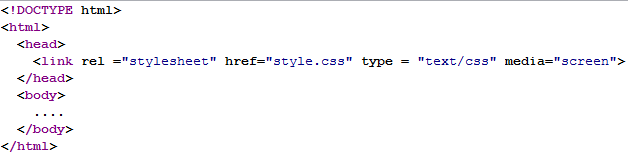 <!DOCTYPE html>
<html>
<head>
<link rel ="stylesheet" href="style.css" type = "text/css" media="screen">
</head>
<body>
....
</body>
</html>